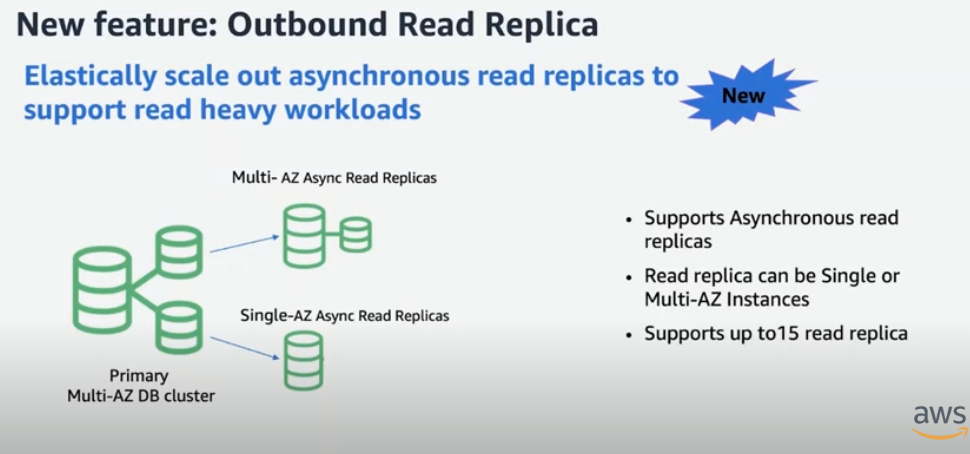 New feature: Outbound Read Replica
Elastically scale out asynchronous read replicas to
support read heavy workloads
New
Multi- AZ Async Read Replicas
Single-AZ Async Read Replicas
Primary
Multi-AZ DB cluster
• Supports Asynchronous read
replicas
• Read replica can be Single or
Multi-AZ Instances
• Supports up to15 read replica
aws